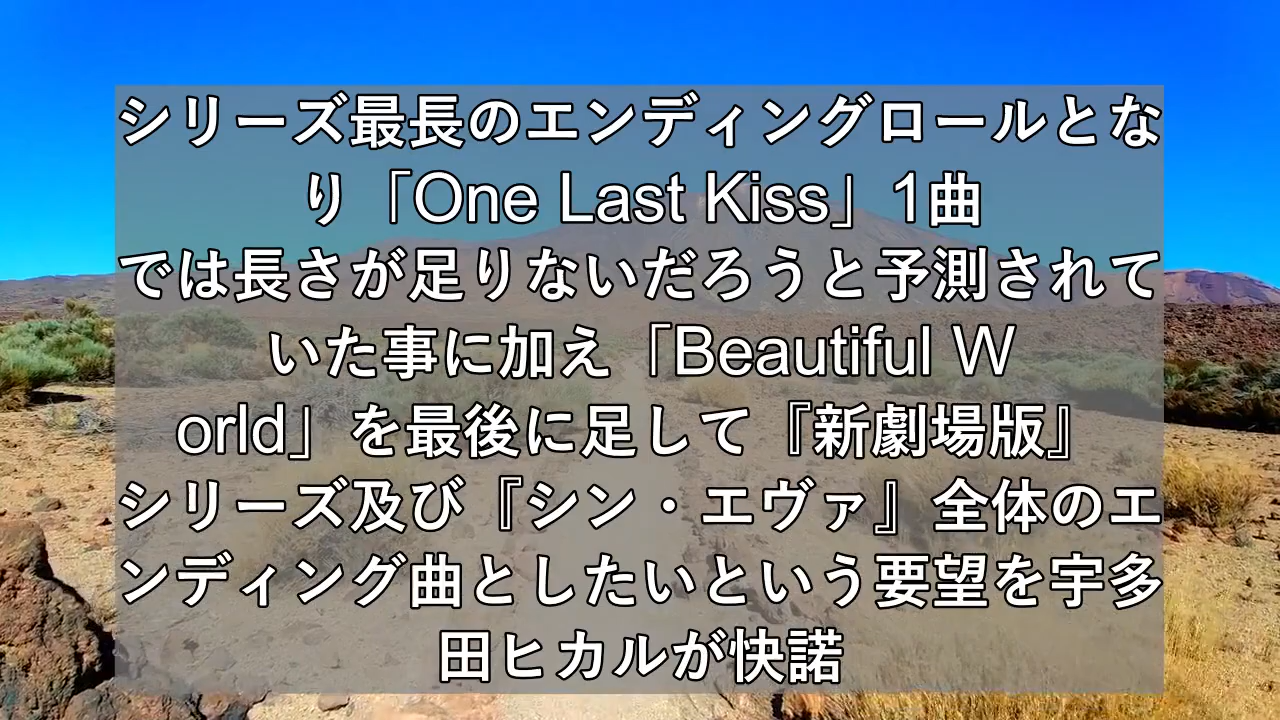 シリーズ最長のエンディングロールとな
り「One Last Kiss」1曲
では長さが足りないだろうと予測されて
いた事に加え「Beautiful W
orld」を最後に足して『新劇場版』
シリーズ及び『シン・エヴァ』全体のエ
ンディング曲としたいという要望を宇多
田ヒカルが快諾